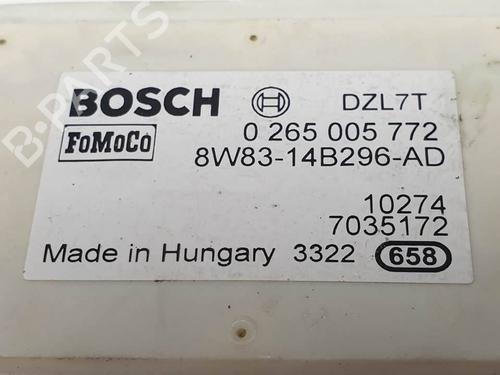 BOSCH DZL7T
0 265 005 772
FoMoCo
8W83-14B296-AD
10274
7035172
Made in Hungary 3322 658
B-PARTS